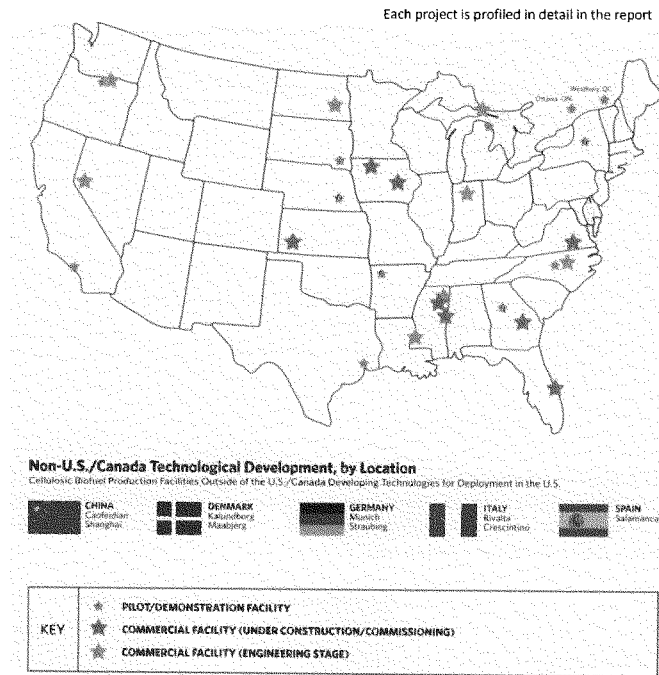 Each project is profiled in detail in the report
Westbury, QC
Ottawa, ON
Non-U.S./Canada Technological Development, by Location
Cellulosic Biofuel Production Facilities Outside of the U.S./Canada Developing Technologies for Deployment in the U.S.
CHINA
Caofeidian
Shanghai
DENMARK
Kalundborg
Maabjerg
GERMANY
Munich
Straubing
ITALY
Rivalta
Crescintino
SPAIN
Salamanca
KEY
PILOT/DEMONSTRATION FACILITY
COMMERCIAL FACILITY (UNDER CONSTRUCTION/COMMISSIONING)
COMMERCIAL FACILITY (ENGINEERING STAGE)